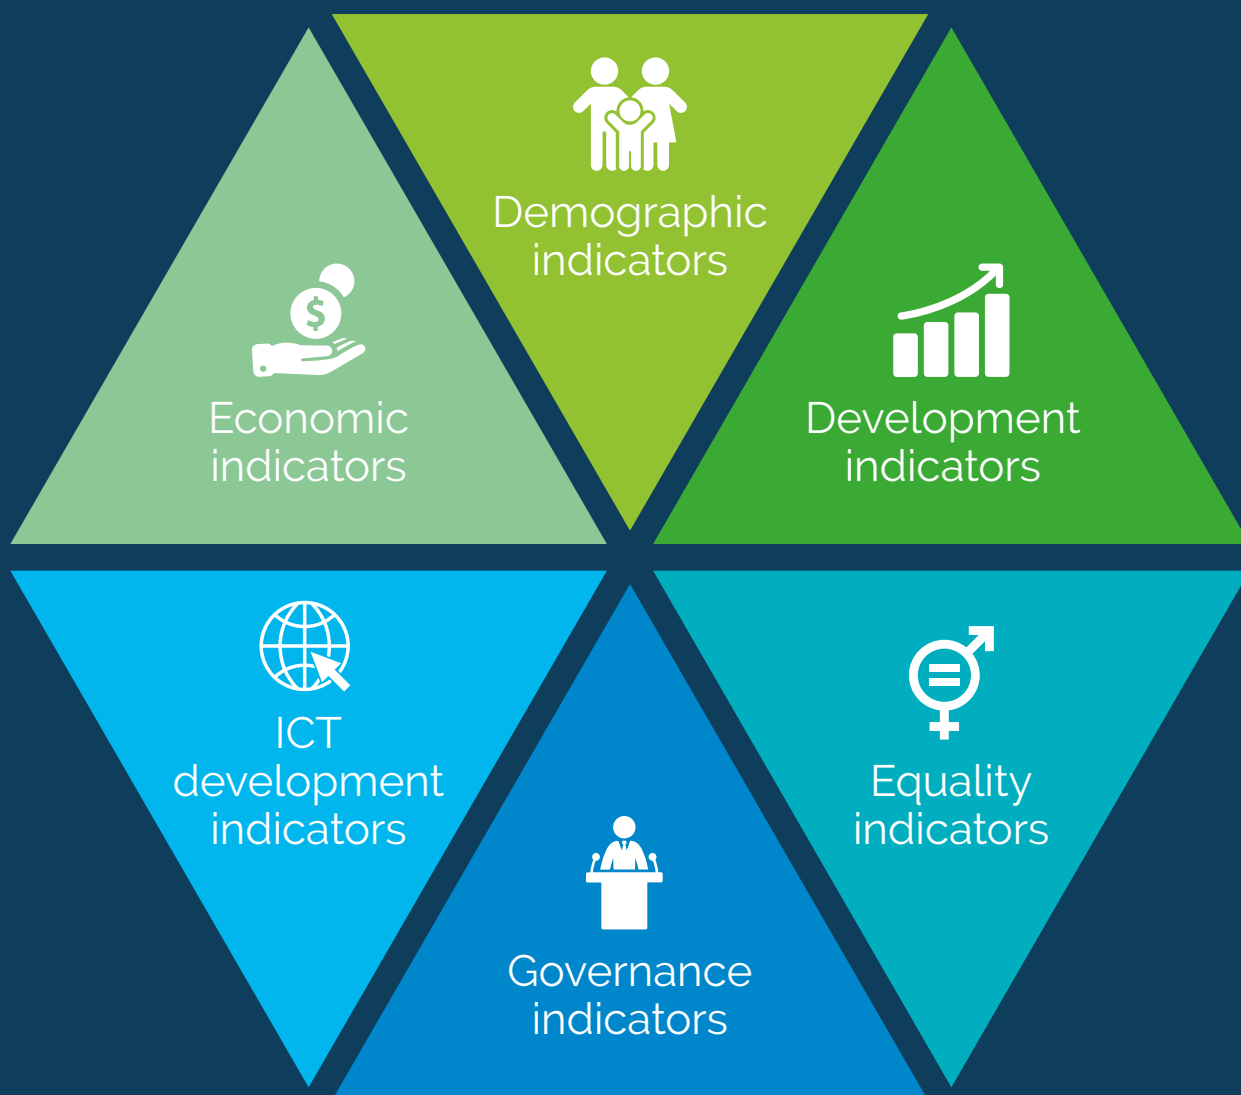 Demographic
indicators
Economic
indicators
$
Development
indicators
ICT
development
indicators
Equality
indicators
Governance
indicators